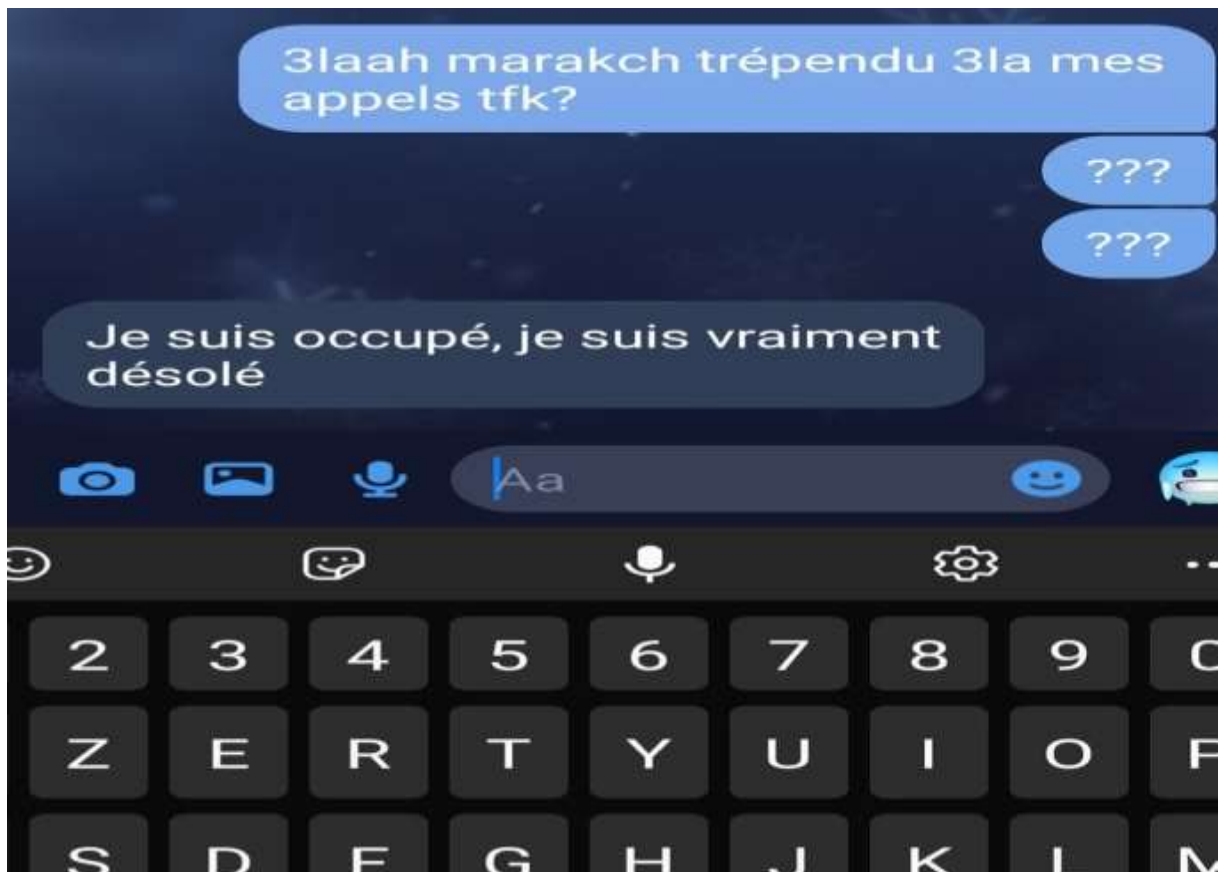 3laah marakch trépendu 3la mes
appels tfk?
???
???
Je suis occupé, je suis vraiment
désolé
Aa
2 3 4 5 6 7 8 9 0
Z E R T Y U I O P
S D F G H J K L M